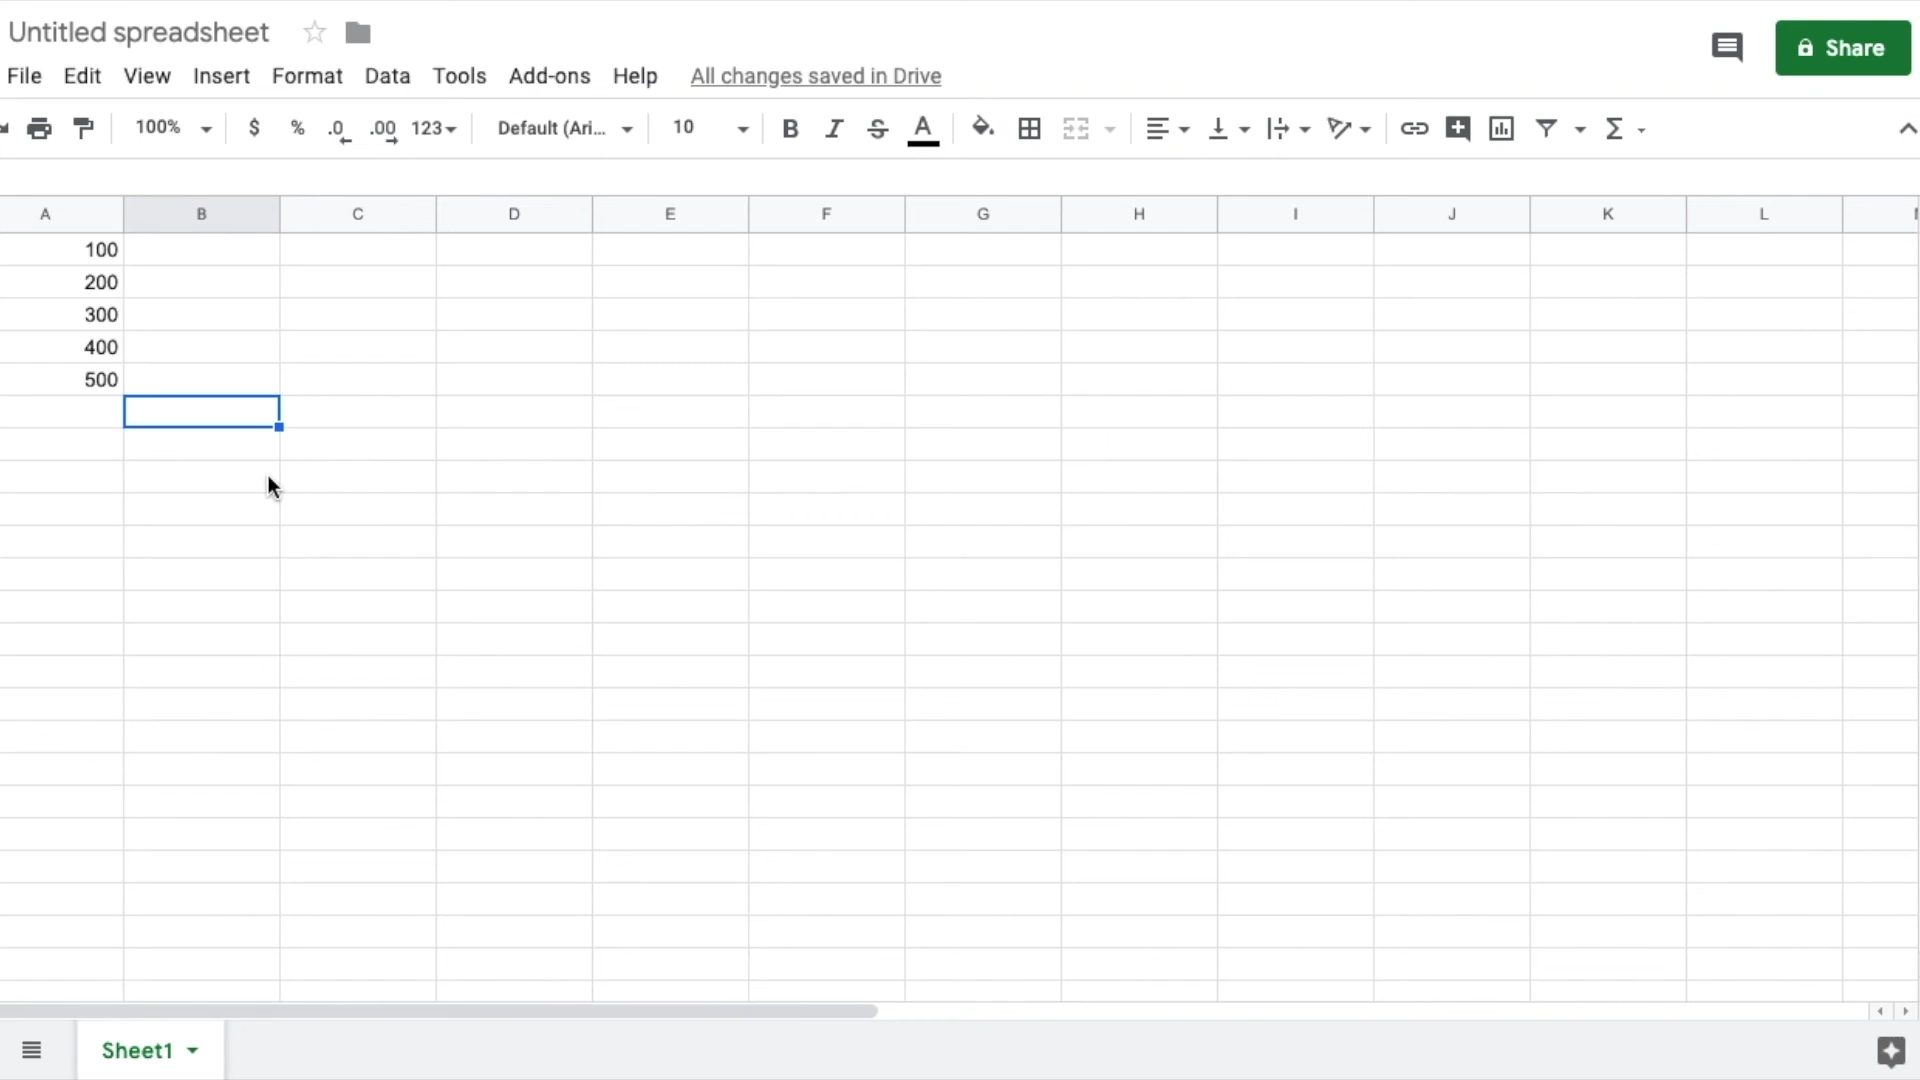 Untitled spreadsheet
File Edit View Insert Format Data Tools Add-ons Help All changes saved in Drive
Share
100% $ % .0 .00 123 Default (Ari... 10 B I S A Σ
A B C D E F G H I J K L
100
200
300
400
500
Sheet1